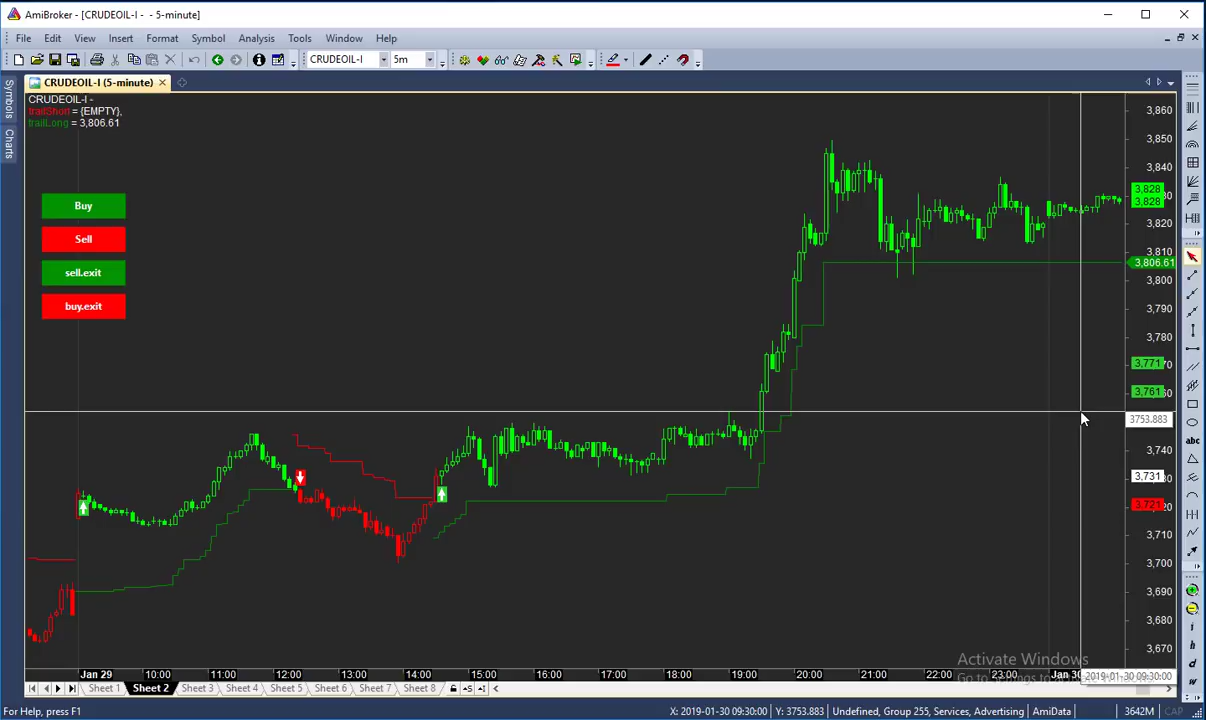 AmiBroker - [CRUDEOIL-I - - 5-minute]
File Edit View Insert Format Symbol Analysis Tools Window Help
CRUDEOIL-I 5m
CRUDEOIL-I (5-minute)
Symbols
Charts
CRUDEOIL-I -
trailShort = {EMPTY},
trailLong = 3,806.61
Buy
Sell
sell.exit
buy.exit
3,860
3,850
3,840
3,828
3,828
3,820
3,810
3,806.61
3,800
3,790
3,780
3,771
3,761
3753.883
3,740
3,731
3,721
3,710
3,700
3,690
3,680
3,670
Jan 29 10:00 11:00 12:00 14:00 15:00 16:00 18:00 19:00 20:00 21:00 22:00 23:00 Jan 30 2019-01-30 09:30:00
Activate Windows
Sheet 1 Sheet 2 Sheet 3 Sheet 4 Sheet 5 Sheet 6 Sheet 7 Sheet 8
For Help, press F1 X: 2019-01-30 09:30:00 Y: 3753.883 Undefined, Group 255, Services, Advertising AmiData 3642M CAP